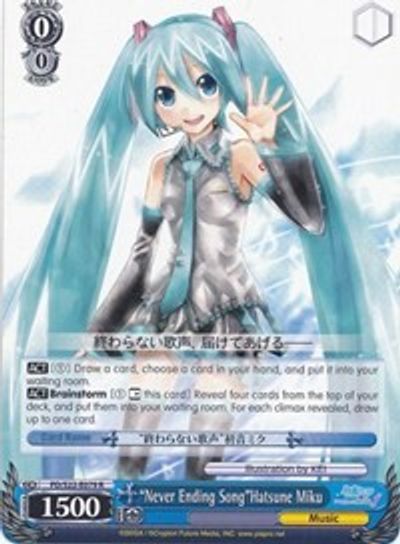 0
0
終わらない歌声、届けてあげる――
ACT [①] Draw a card, choose a card in your hand, and put it into your
waiting room.
ACT Brainstorm [① this card] Reveal four cards from the top of
your deck, and put them into your waiting room. For each climax revealed, draw
up to one card.
Card Name "終わらない歌声"初音ミク
Illustration by KEI
1500
"Never Ending Song"Hatsune Miku
Music